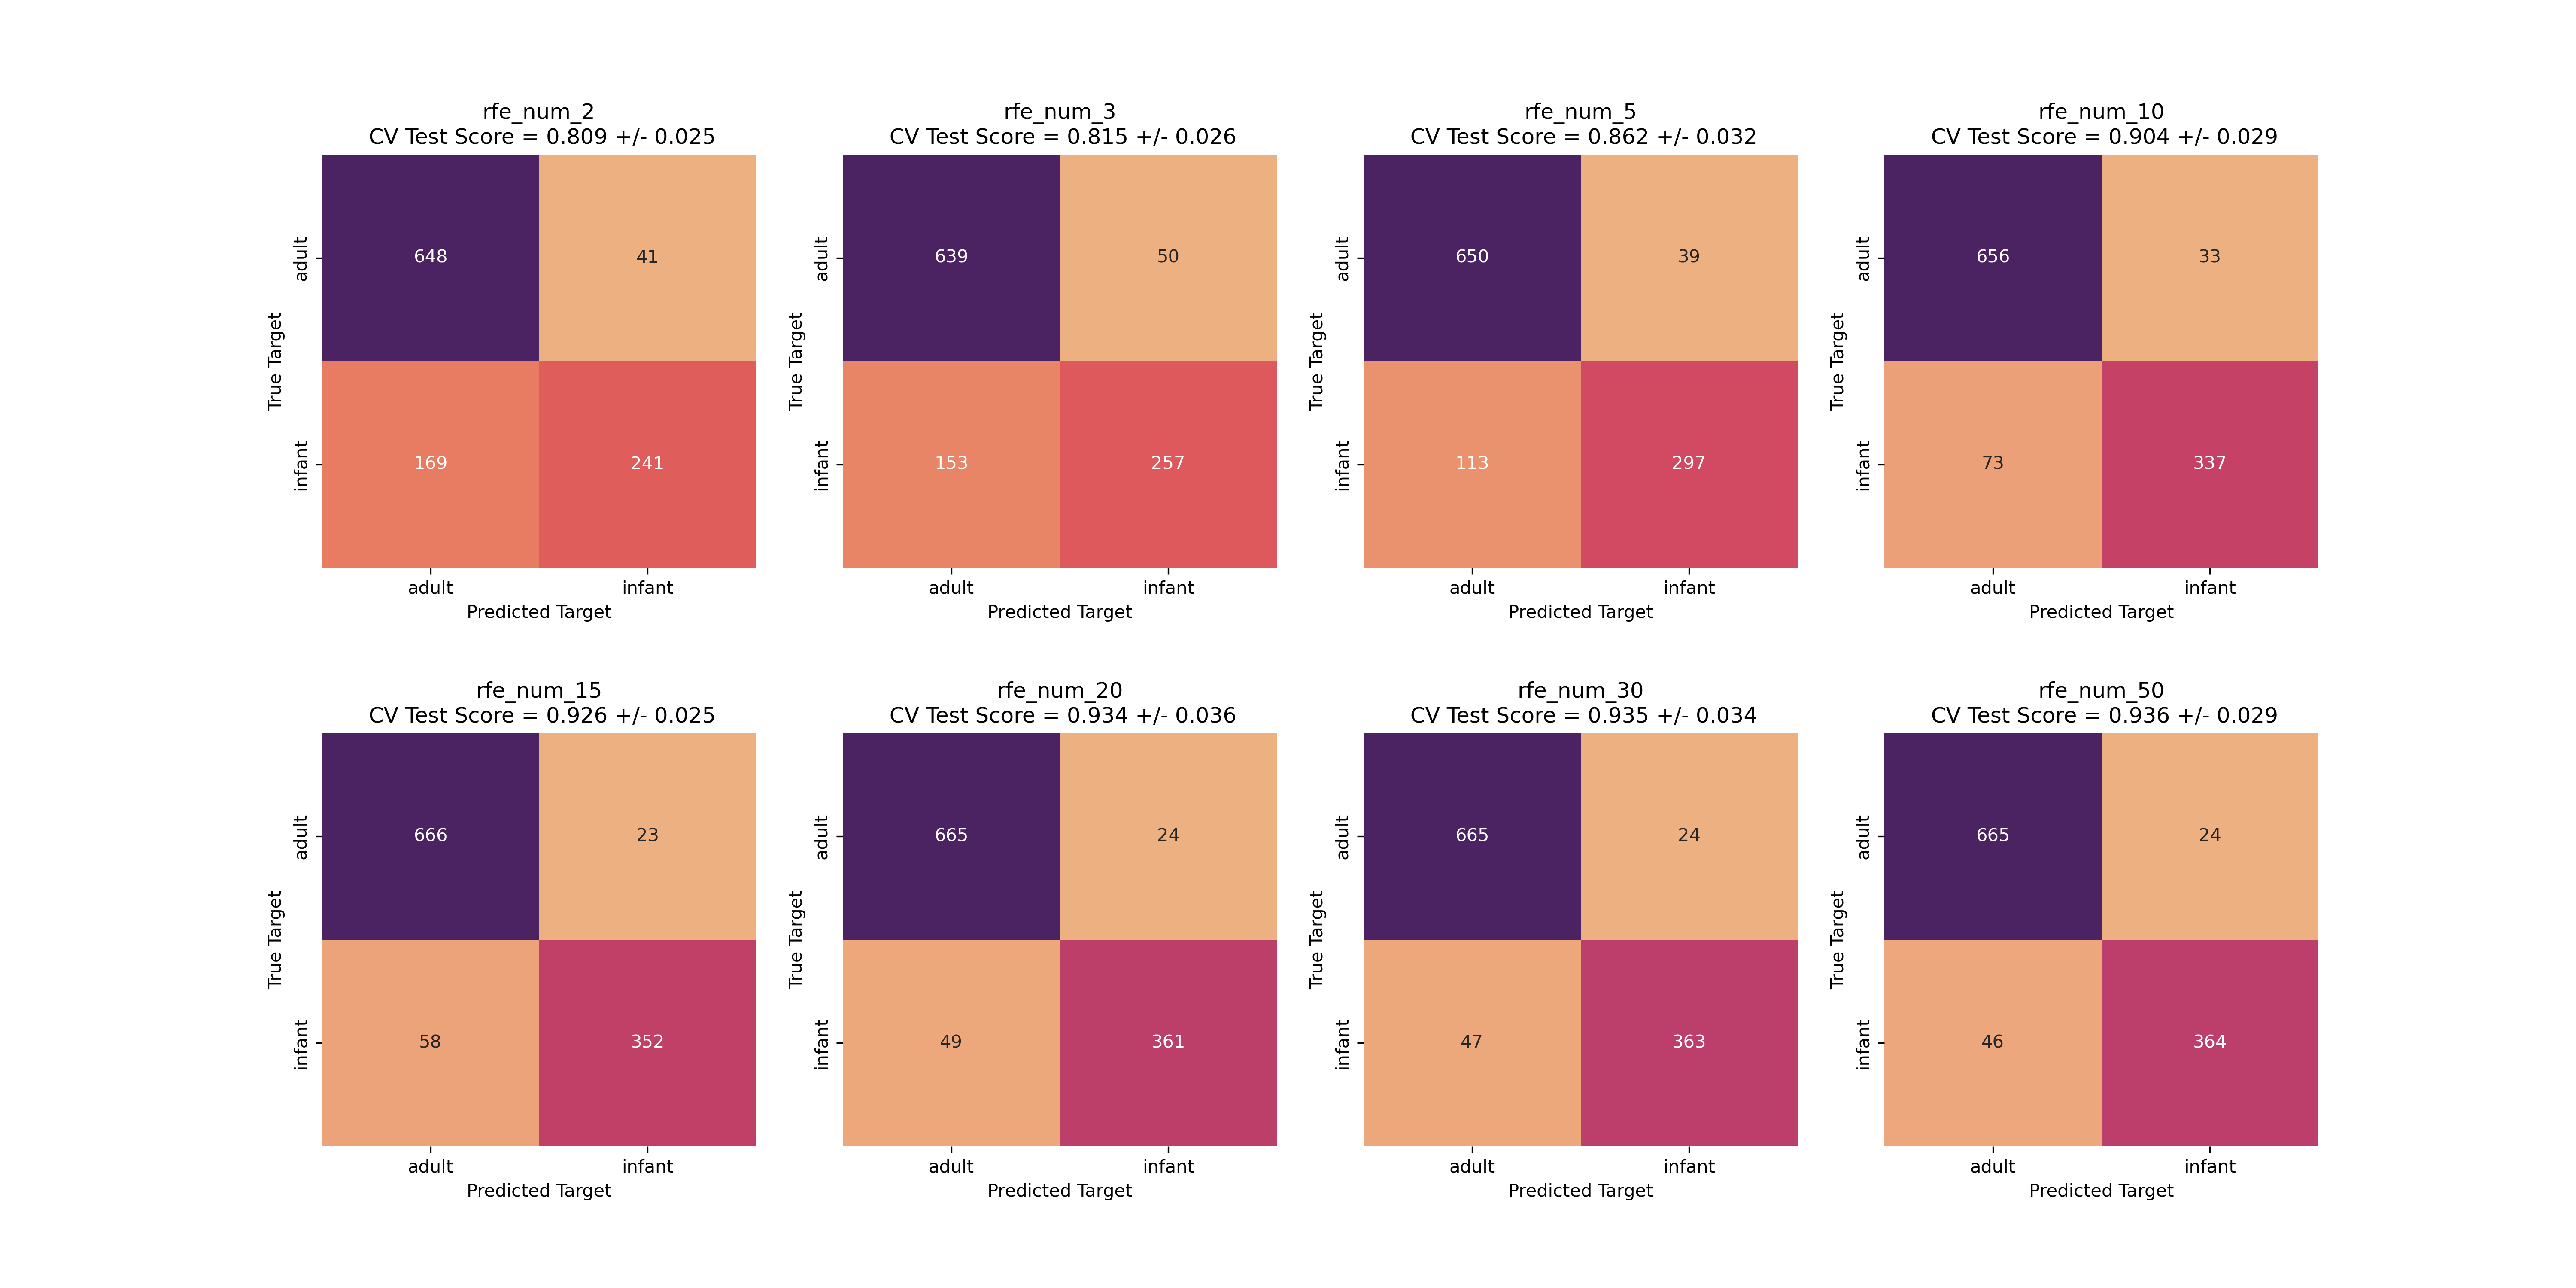 rfe_num_2
CV Test Score = 0.809 +/- 0.025
adult
infant
True Target
648
41
169
241
adult
infant
Predicted Target
rfe_num_3
CV Test Score = 0.815 +/- 0.026
adult
infant
True Target
639
50
153
257
adult
infant
Predicted Target
rfe_num_5
CV Test Score = 0.862 +/- 0.032
adult
infant
True Target
650
39
113
297
adult
infant
Predicted Target
rfe_num_10
CV Test Score = 0.904 +/- 0.029
adult
infant
True Target
656
33
73
337
adult
infant
Predicted Target
rfe_num_15
CV Test Score = 0.926 +/- 0.025
adult
infant
True Target
666
23
58
352
adult
infant
Predicted Target
rfe_num_20
CV Test Score = 0.934 +/- 0.036
adult
infant
True Target
665
24
49
361
adult
infant
Predicted Target
rfe_num_30
CV Test Score = 0.935 +/- 0.034
adult
infant
True Target
665
24
47
363
adult
infant
Predicted Target
rfe_num_50
CV Test Score = 0.936 +/- 0.029
adult
infant
True Target
665
24
46
364
adult
infant
Predicted Target